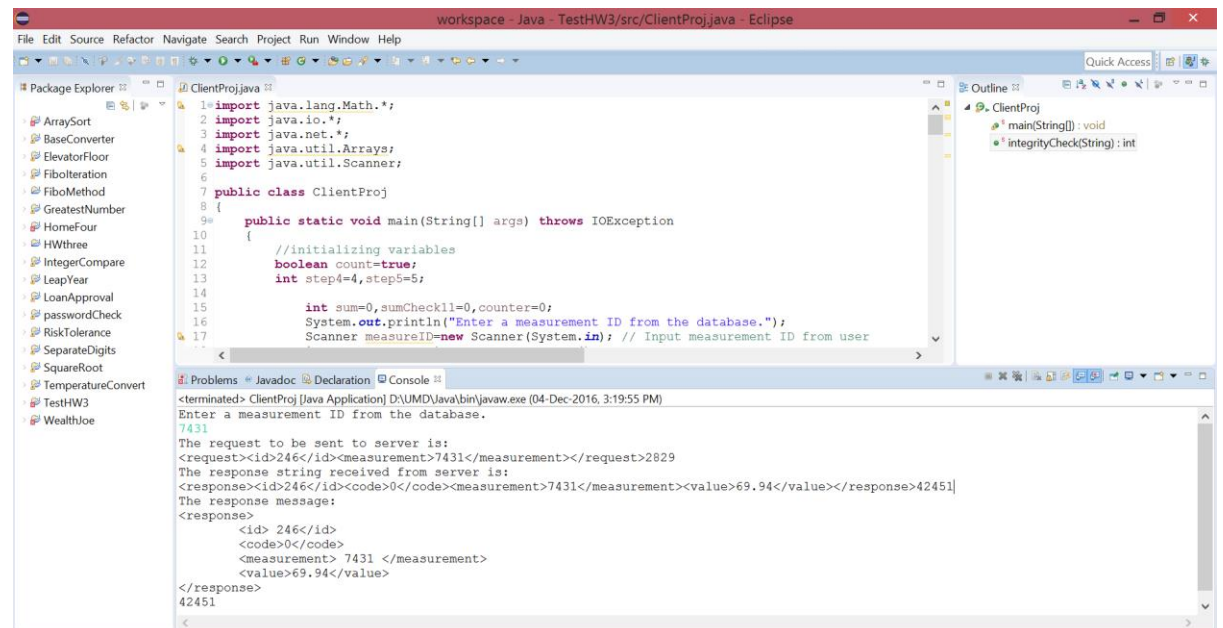 workspace - Java - TestHW3/src/ClientProj.java - Eclipse
File Edit Source Refactor Navigate Search Project Run Window Help
Quick Access
Package Explorer
ArraySort
BaseConverter
ElevatorFloor
FiboIteration
FiboMethod
GreatestNumber
HomeFour
HWthree
IntegerCompare
LeapYear
LoanApproval
passwordCheck
RiskTolerance
SeparateDigits
SquareRoot
TemperatureConvert
TestHW3
WealthJoe
ClientProj.java
1 import java.lang.Math.*;
2 import java.io.*;
3 import java.net.*;
4 import java.util.Arrays;
5 import java.util.Scanner;
6
7 public class ClientProj
8 {
9 public static void main(String[] args) throws IOException
10 {
11 //initializing variables
12 boolean count=true;
13 int step4=4,step5=5;
14
15 int sum=0,sumCheck11=0,counter=0;
16 System.out.println("Enter a measurement ID from the database.");
17 Scanner measureID=new Scanner(System.in); // Input measurement ID from user
Outline
ClientProj
main(String[]) : void
integrityCheck(String) : int
Problems @ Javadoc Declaration Console
<terminated> ClientProj [Java Application] D:\UMD\Java\bin\javaw.exe (04-Dec-2016, 3:19:55 PM)
Enter a measurement ID from the database.
7431
The request to be sent to server is:
<request><id>246</id><measurement>7431</measurement></request>2829
The response string received from server is:
<response><id>246</id><code>0</code><measurement>7431</measurement><value>69.94</value></response>42451
The response message:
<response>
<id> 246</id>
<code>0</code>
<measurement> 7431 </measurement>
<value>69.94</value>
</response>
42451